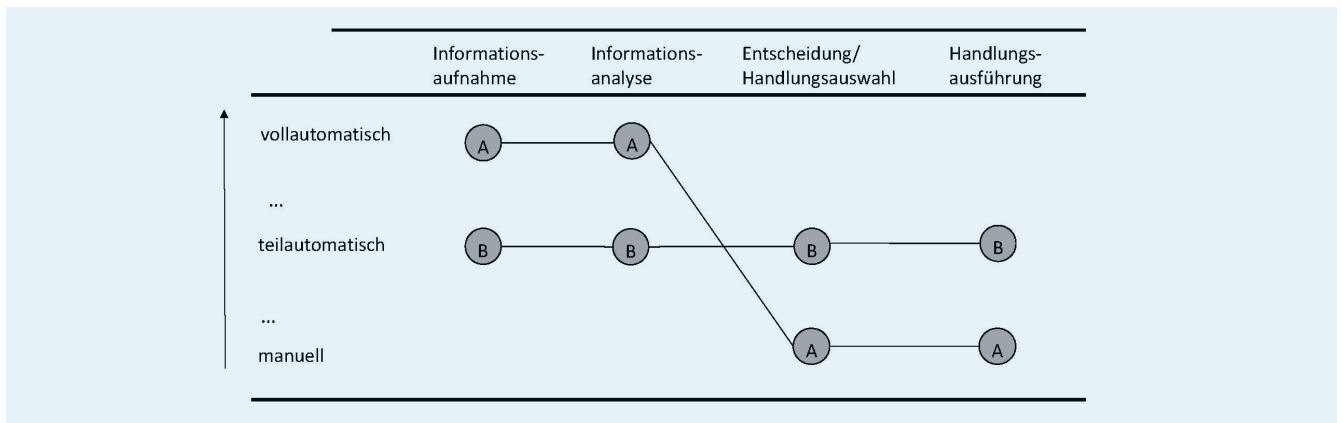 Informations-
aufnahme
Informations-
analyse
Entscheidung/
Handlungsauswahl
Handlungs-
ausführung
vollautomatisch
A
A
...
teilautomatisch
B
B
B
B
...
manuell
A
A